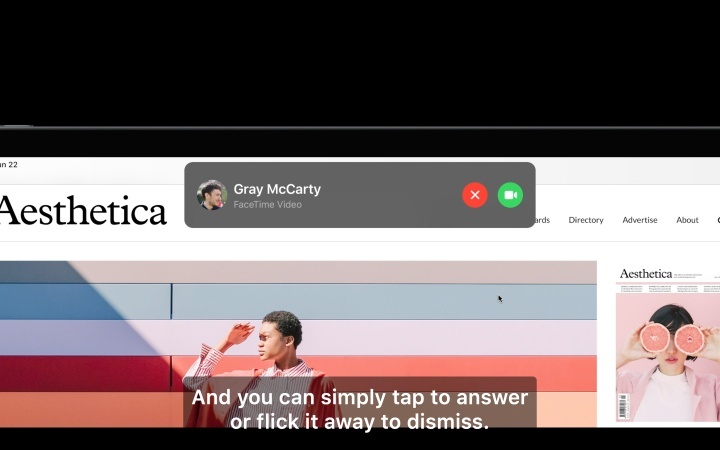 un 22
Gray McCarty
FaceTime Video
Aesthetica
ards Directory Advertise About
Aesthetica
And you can simply tap to answer
or flick it away to dismiss.